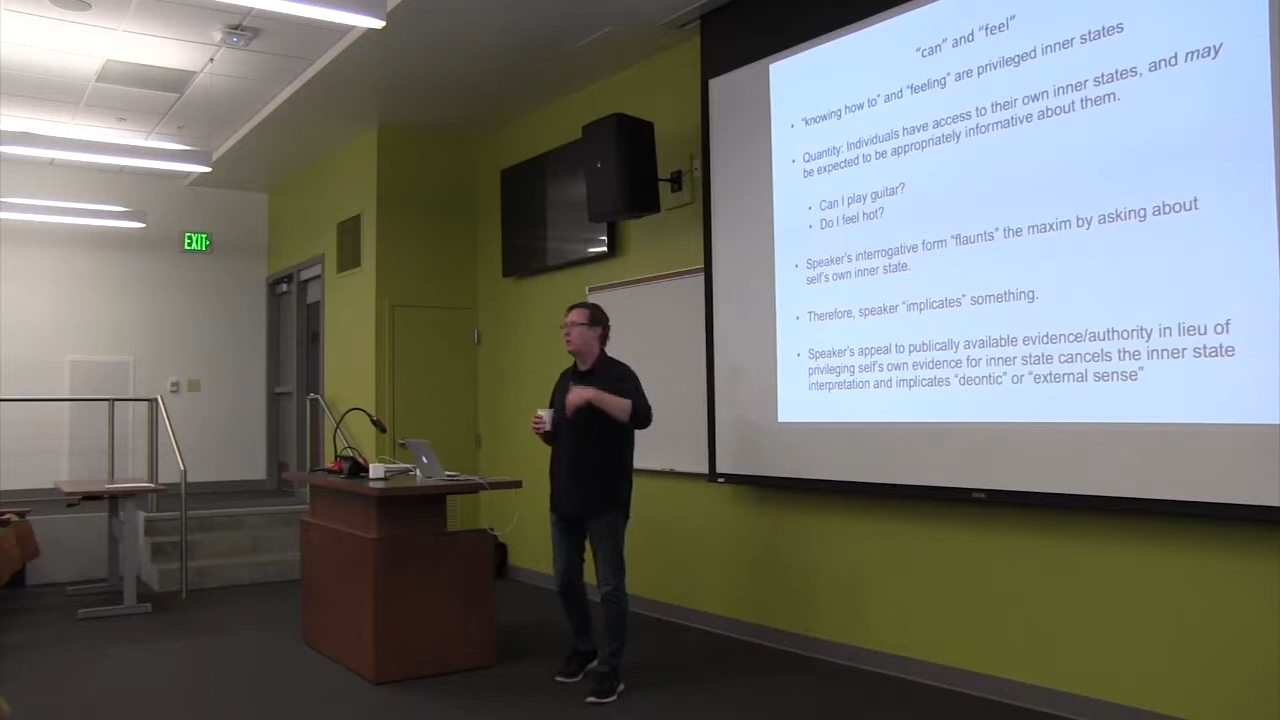 "can" and "feel"
• "knowing how to" and "feeling" are privileged inner states
• Quantity: Individuals have access to their own inner states, and may
be expected to be appropriately informative about them.
• Can I play guitar?
• Do I feel hot?
• Speaker's interrogative form "flaunts" the maxim by asking about
self's own inner state.
• Therefore, speaker "implicates" something.
• Speaker's appeal to publically available evidence/authority in lieu of
privileging self's own evidence for inner state cancels the inner state
interpretation and implicates "deontic" or "external sense"
EXIT